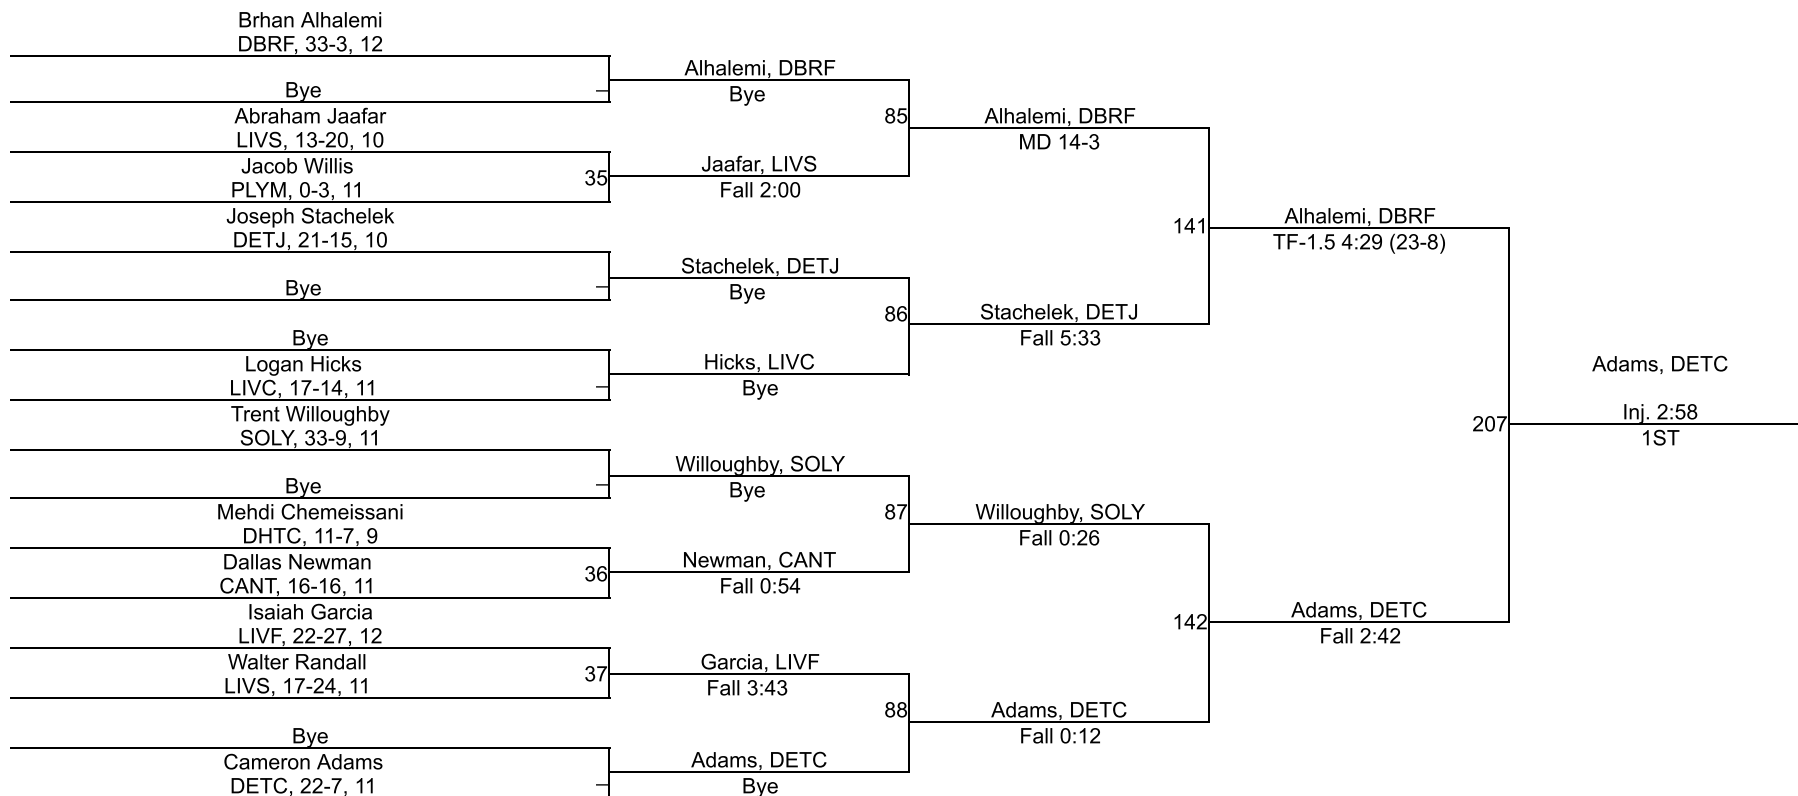 Brhan Alhalemi
DBRF, 33-3, 12
Bye
Abraham Jaafar
LIVS, 13-20, 10
Jacob Willis
PLYM, 0-3, 11
35
Joseph Stachelek
DETJ, 21-15, 10
Bye
Bye
Logan Hicks
LIVC, 17-14, 11
Trent Willoughby
SOLY, 33-9, 11
Bye
Mehdi Chemeissani
DHTC, 11-7, 9
Dallas Newman
CANT, 16-16, 11
36
Isaiah Garcia
LIVF, 22-27, 12
Walter Randall
LIVS, 17-24, 11
37
Bye
Cameron Adams
DETC, 22-7, 11
Alhalemi, DBRF
Bye
85
Jaafar, LIVS
Fall 2:00
Stachelek, DETJ
Bye
86
Hicks, LIVC
Bye
Willoughby, SOLY
Bye
87
Newman, CANT
Fall 0:54
Garcia, LIVF
Fall 3:43
88
Adams, DETC
Bye
Alhalemi, DBRF
MD 14-3
141
Stachelek, DETJ
Fall 5:33
Willoughby, SOLY
Fall 0:26
142
Adams, DETC
Fall 0:12
Alhalemi, DBRF
TF-1.5 4:29 (23-8)
207
Adams, DETC
Fall 2:42
Adams, DETC
Inj. 2:58
1ST